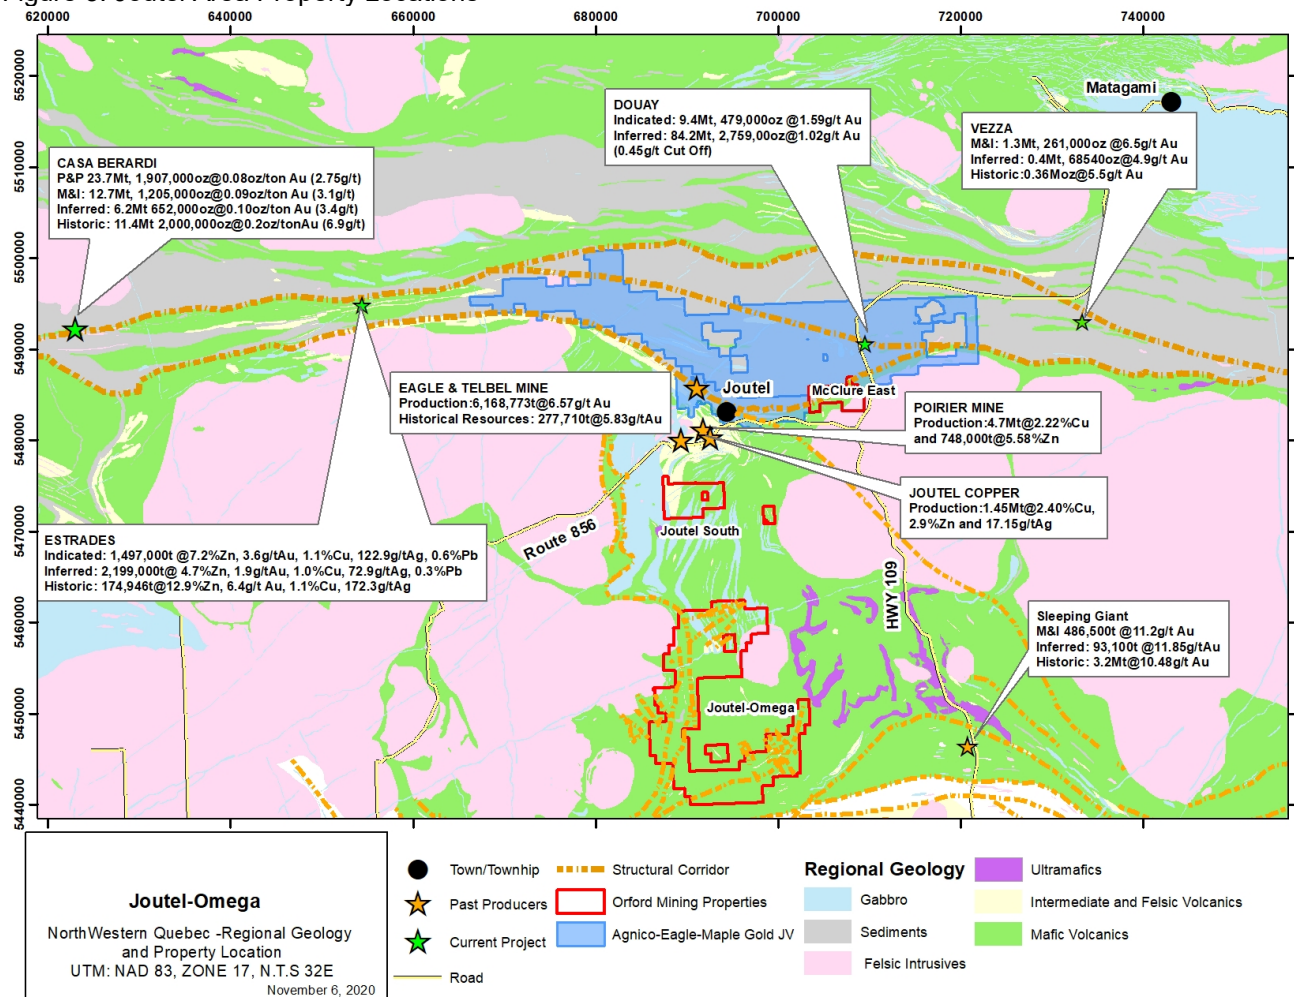 Figure 3: Joutel Area Property Locations
620000
640000
660000
680000
700000
720000
740000
5520000
5510000
5500000
5490000
5480000
5470000
5460000
5450000
5440000
Matagami
DOUAY
Indicated: 9.4Mt, 479,000oz @1.59g/t Au
Inferred: 84.2Mt, 2,759,00oz@1.02g/t Au
(0.45g/t Cut Off)
VEZZA
M&I: 1.3Mt, 261,000oz @6.5g/t Au
Inferred: 0.4Mt, 68540oz@4.9g/t Au
Historic:0.36Moz@5.5g/t Au
CASA BERARDI
P&P 23.7Mt, 1,907,000oz@0.08oz/ton Au (2.75g/t)
M&I: 12.7Mt, 1,205,000oz@0.09oz/ton Au (3.1g/t)
Inferred: 6.2Mt 652,000oz@0.10oz/ton Au (3.4g/t)
Historic: 11.4Mt 2,000,000oz@0.2oz/tonAu (6.9g/t)
EAGLE & TELBEL MINE
Production:6,168,773t@6.57g/t Au
Historical Resources: 277,710t@5.83g/tAu
Joutel
McClure East
POIRIER MINE
Production:4.7Mt@2.22%Cu
and 748,000t@5.58%Zn
JOUTEL COPPER
Production:1.45Mt@2.40%Cu,
2.9%Zn and 17.15g/tAg
Joutel South
Route 856
HWY 109
ESTRADES
Indicated: 1,497,000t @7.2%Zn, 3.6g/tAu, 1.1%Cu, 122.9g/tAg, 0.6%Pb
Inferred: 2,199,000t@ 4.7%Zn, 1.9g/tAu, 1.0%Cu, 72.9g/tAg, 0.3%Pb
Historic: 174,946t@12.9%Zn, 6.4g/t Au, 1.1%Cu, 172.3g/tAg
Sleeping Giant
M&I 486,500t @11.2g/t Au
Inferred: 93,100t @11.85g/tAu
Historic: 3.2Mt@10.48g/t Au
Joutel-Omega
Joutel-Omega
NorthWestern Quebec -Regional Geology
and Property Location
UTM: NAD 83, ZONE 17, N.T.S 32E
November 6, 2020
Town/Townhip
Past Producers
Current Project
Road
Structural Corridor
Orford Mining Properties
Agnico-Eagle-Maple Gold JV
Regional Geology
Gabbro
Sediments
Felsic Intrusives
Ultramafics
Intermediate and Felsic Volcanics
Mafic Volcanics